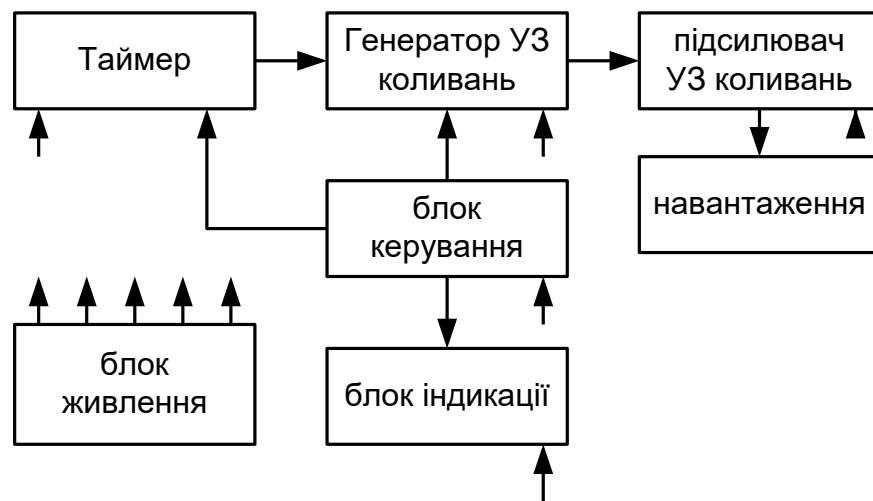 Таймер
Генератор УЗ
коливань
підсилювач
УЗ коливань
блок
керування
навантаження
блок
живлення
блок індикації